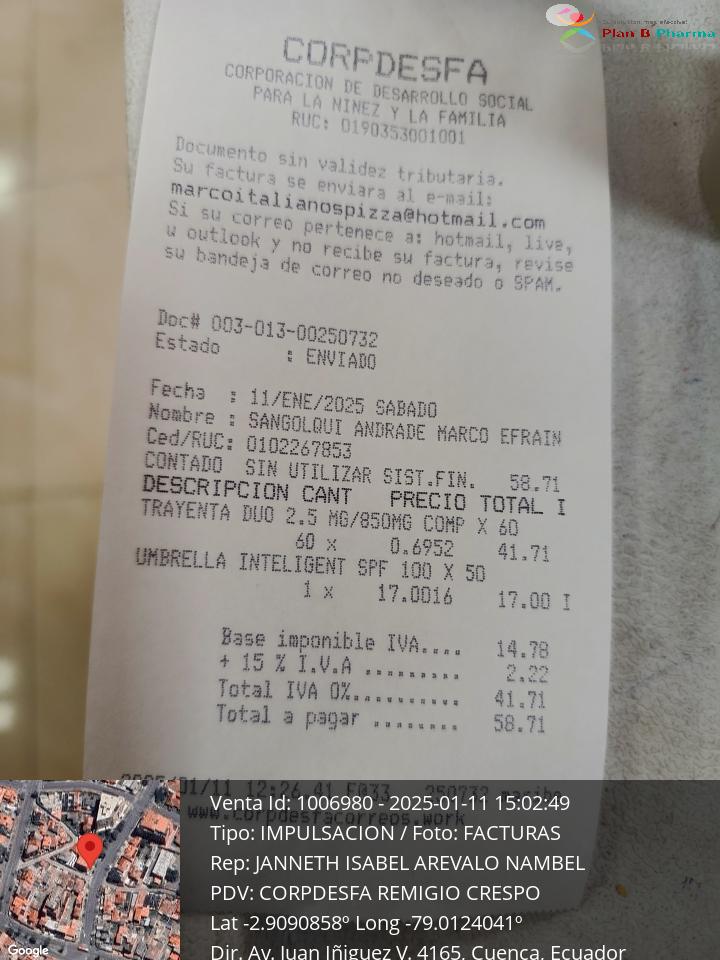 Plan B Pharma
CORPDESFA
CORPORACION DE DESARROLLO SOCIAL
PARA LA NINEZ Y LA FAMILIA
RUC: 0190353001001
Documento sin validez tributaria.
Su factura se enviara al e-mail:
marcoitalianospizza@hotmail.com
Si su correo pertenece a: hotmail, live,
u outlook y no recibe su factura, revise
su bandeja de correo no deseado o SPAM.
Doc# 003-013-00250732
Estado : ENVIADO
Fecha : 11/ENE/2025 SABADO
Nombre : SANGOLQUI ANDRADE MARCO EFRAIN
Ced/RUC: 0102267853
CONTADO SIN UTILIZAR SIST.FIN. 58.71
DESCRIPCION CANT PRECIO TOTAL I
TRAYENTA DUO 2.5 MG/850MG COMP X 60
60 x 0.6952 41.71
UMBRELLA INTELIGENT SPF 100 X 50
1 x 17.0016 17.00 I
Base imponible IVA.... 14.78
+ 15 % I.V.A ......... 2.22
Total IVA 0%.......... 41.71
Total a pagar ........ 58.71
www.corpdesfacorreos.work
Venta Id: 1006980 - 2025-01-11 15:02:49
Tipo: IMPULSACION / Foto: FACTURAS
Rep: JANNETH ISABEL AREVALO NAMBEL
PDV: CORPDESFA REMIGIO CRESPO
Lat -2.9090858º Long -79.0124041º
Dir. Av. Juan Iñiguez V. 4165, Cuenca, Ecuador
Google